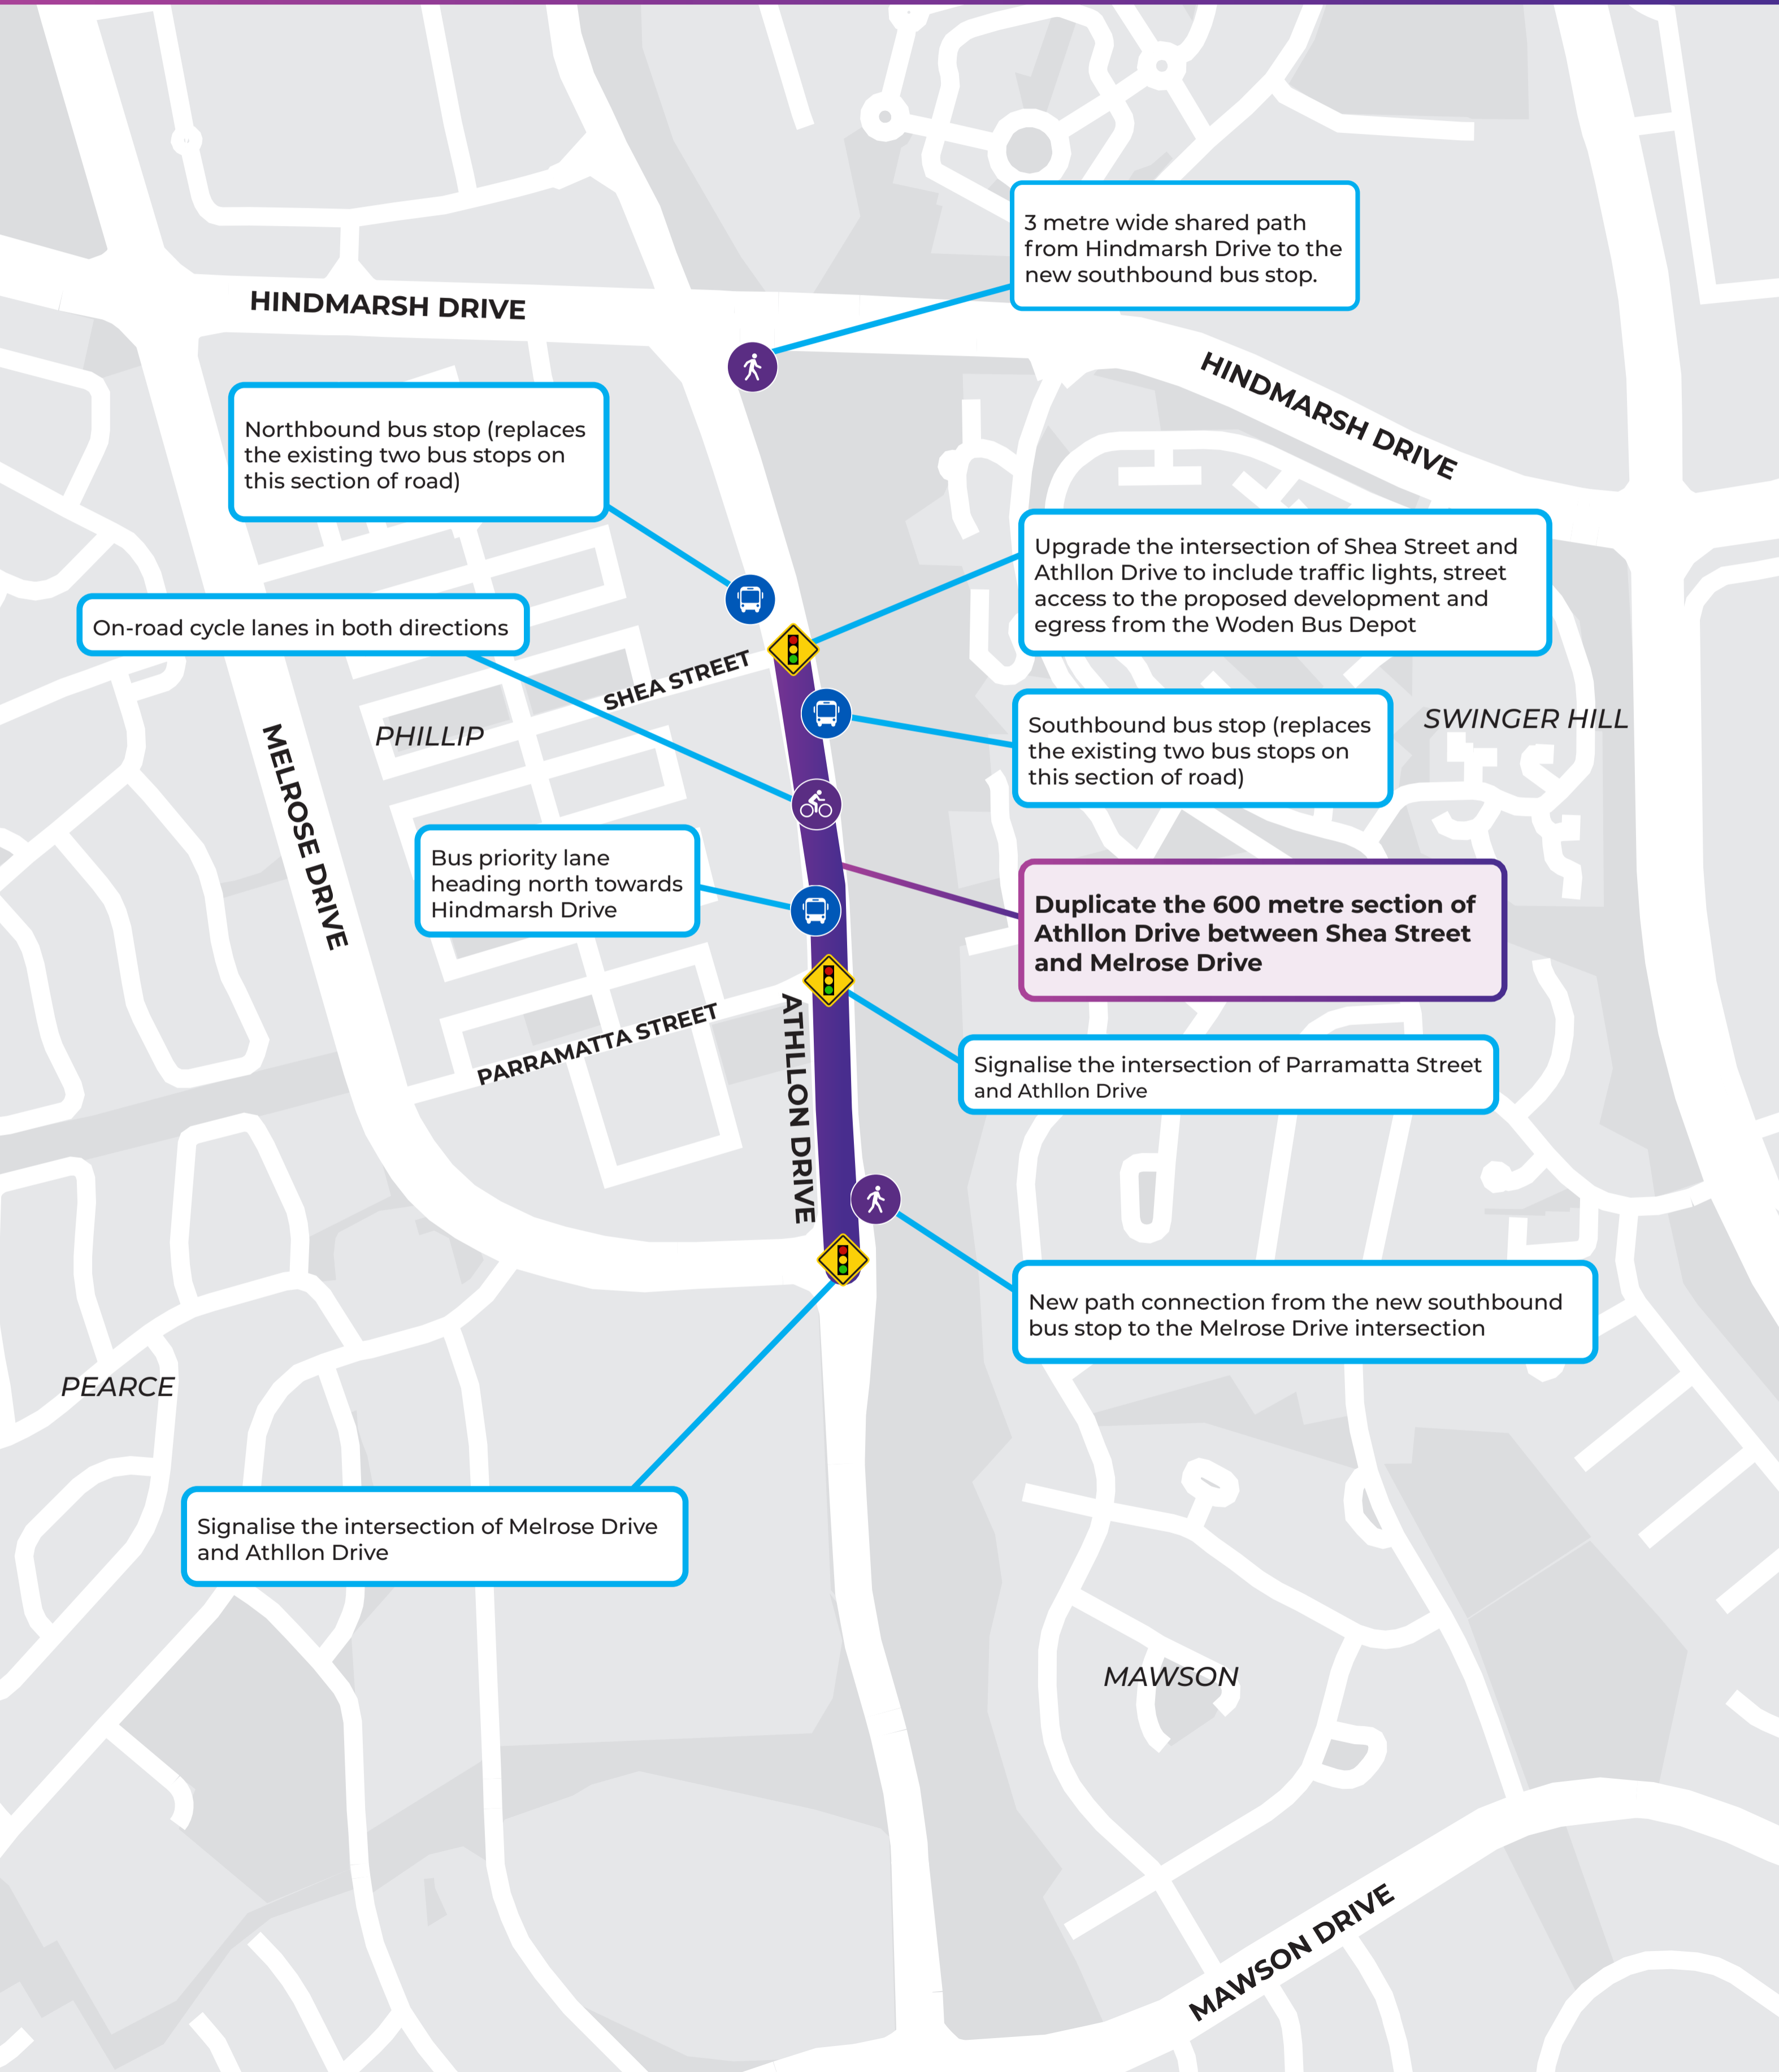 3 metre wide shared path
from Hindmarsh Drive to the
new southbound bus stop.
HINDMARSH DRIVE
HINDMARSH DRIVE
Northbound bus stop (replaces
the existing two bus stops on
this section of road)
Upgrade the intersection of Shea Street and
Athllon Drive to include traffic lights, street
access to the proposed development and
egress from the Woden Bus Depot
On-road cycle lanes in both directions
SHEA STREET
PHILLIP
MELROSE DRIVE
Southbound bus stop (replaces
the existing two bus stops on
this section of road)
SWINGER HILL
Bus priority lane
heading north towards
Hindmarsh Drive
Duplicate the 600 metre section of
Athllon Drive between Shea Street
and Melrose Drive
PARRAMATTA STREET
ATHLLON DRIVE
Signalise the intersection of Parramatta Street
and Athllon Drive
New path connection from the new southbound
bus stop to the Melrose Drive intersection
PEARCE
Signalise the intersection of Melrose Drive
and Athllon Drive
MAWSON
MAWSON DRIVE